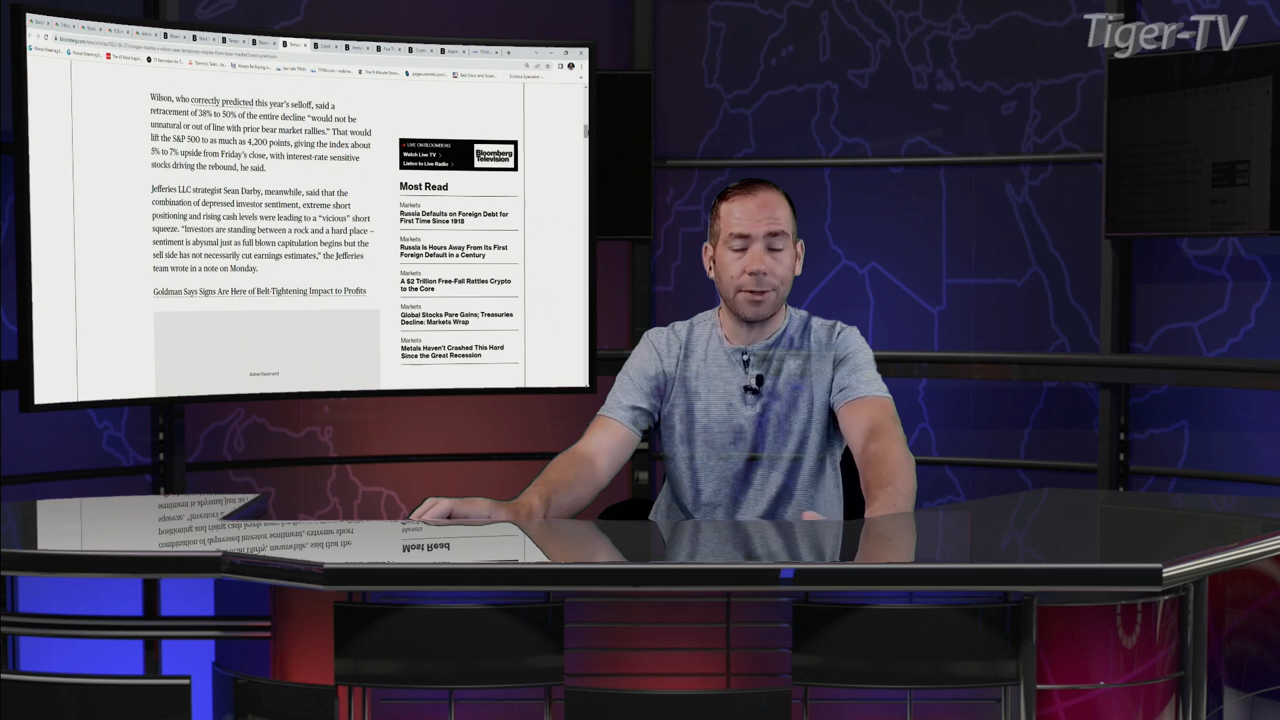 Tiger-TV
Wilson, who correctly predicted this year's selloff, said a
retracement of 38% to 50% of the entire decline "would not be
unnatural or out of line with prior bear market rallies." That would
lift the S&P 500 to as much as 4,200 points, giving the index about
5% to 7% upside from Friday's close, with interest-rate sensitive
stocks driving the rebound, he said.
Jefferies LLC strategist Sean Darby, meanwhile, said that the
combination of depressed investor sentiment, extreme short
positioning and rising cash levels were leading to a "vicious" short
squeeze. "Investors are standing between a rock and a hard place --
sentiment is abysmal just as full blown capitulation begins but the
sell side has not necessarily cut earnings estimates," the Jefferies
team wrote in a note on Monday.
Goldman Says Signs Are Here of Belt-Tightening Impact to Profits
Advertisement
LIVE ON BLOOMBERG
Watch Live TV >
Listen to Live Radio >
Bloomberg
Television
Most Read
Markets
Russia Defaults on Foreign Debt for
First Time Since 1918
Markets
Russia Is Hours Away From Its First
Foreign Default in a Century
Markets
A $2 Trillion Free-Fall Rattles Crypto
to the Core
Markets
Global Stocks Pare Gains; Treasuries
Decline: Markets Wrap
Markets
Metals Haven't Crashed This Hard
Since the Great Recession